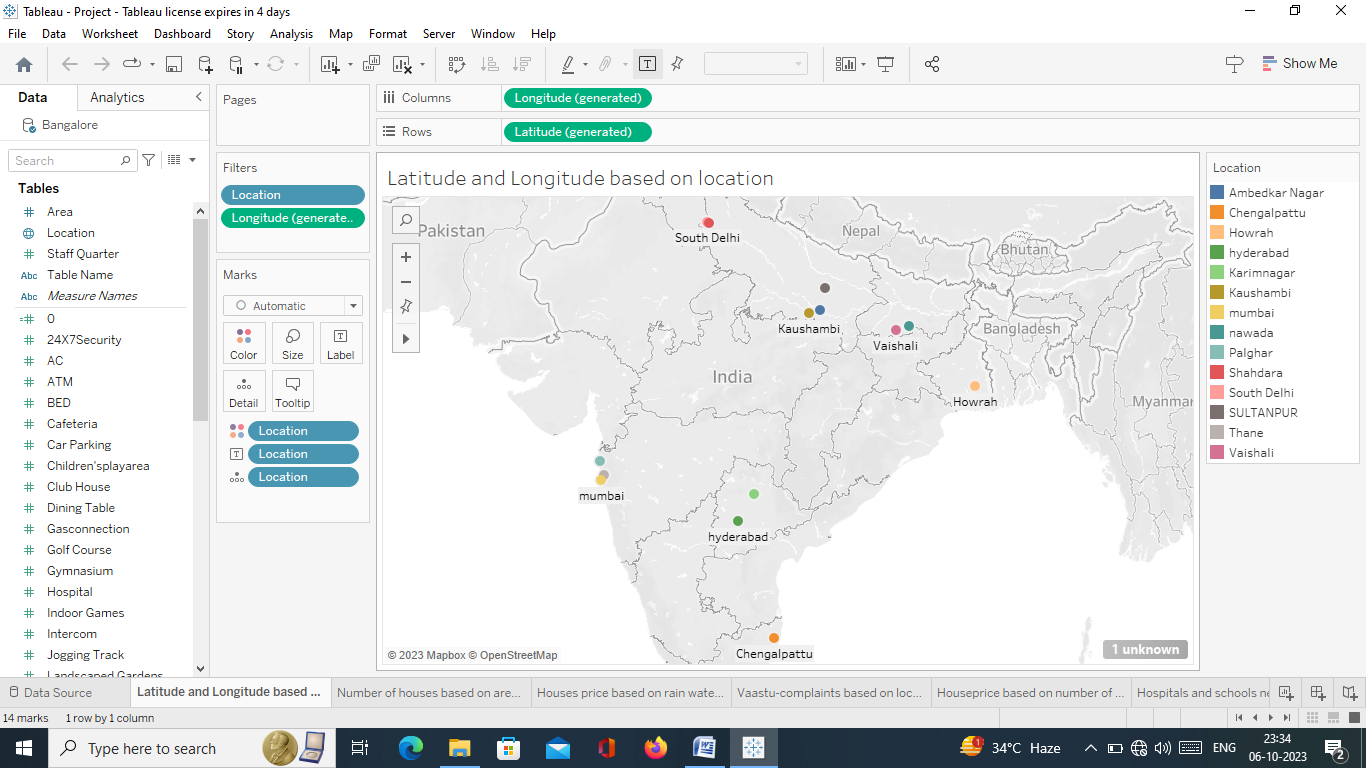 Tableau - Project - Tableau license expires in 4 days
File Data Worksheet Dashboard Story Analysis Map Format Server Window Help
Show Me
Data Analytics
Bangalore
Search
Tables
Area
Location
Staff Quarter
Abc Table Name
Abc Measure Names
0
24X7Security
AC
ATM
BED
Cafeteria
Car Parking
Children'splayarea
Club House
Dining Table
Gasconnection
Golf Course
Gymnasium
Hospital
Indoor Games
Intercom
Jogging Track
Landscaped Gardens
Pages
Filters
Location
Longitude (generate..
Marks
Automatic
Color Size Label
Detail Tooltip
Location
Location
Location
Columns Longitude (generated)
Rows Latitude (generated)
Latitude and Longitude based on location
Pakistan
South Delhi
Nepal
Bhutan
Kaushambi
Vaishali
Bangladesh
India
Howrah
Myanmar
mumbai
hyderabad
Chengalpattu
© 2023 Mapbox © OpenStreetMap
1 unknown
Location
Ambedkar Nagar
Chengalpattu
Howrah
hyderabad
Karimnagar
Kaushambi
mumbai
nawada
Palghar
Shahdara
South Delhi
SULTANPUR
Thane
Vaishali
Data Source Latitude and Longitude based ... Number of houses based on are... Houses price based on rain wate... Vaastu-complaints based on loc... Houseprice based on number of ... Hospitals and schools ne
14 marks 1 row by 1 column
Type here to search
1
34°C Haze
ENG
23:34
06-10-2023
2